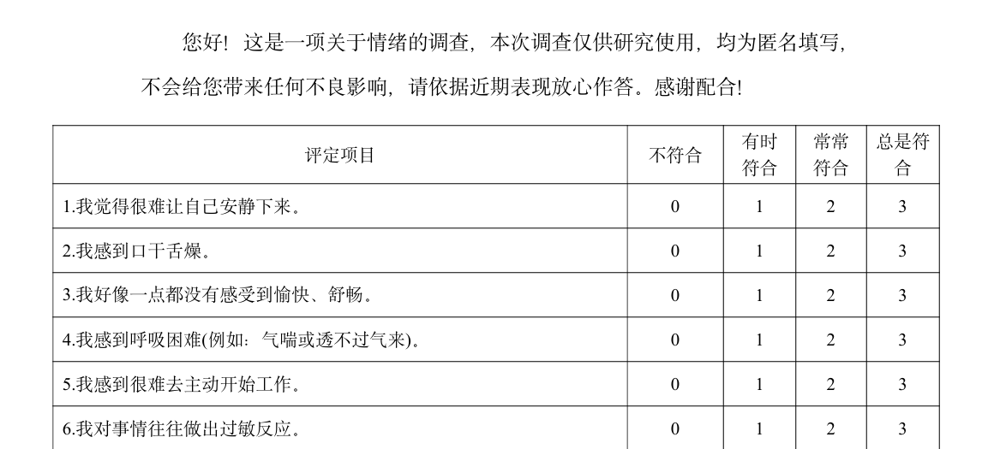 您好！这是一项关于情绪的调查，本次调查仅供研究使用，均为匿名填写，
不会给您带来任何不良影响，请依据近期表现放心作答。感谢配合！
评定项目 不符合 有时符合 常常符合 总是符合
1.我觉得很难让自己安静下来。 0 1 2 3
2.我感到口干舌燥。 0 1 2 3
3.我好像一点都没有感受到愉快、舒畅。 0 1 2 3
4.我感到呼吸困难(例如：气喘或透不过气来)。 0 1 2 3
5.我感到很难去主动开始工作。 0 1 2 3
6.我对事情往往做出过敏反应。 0 1 2 3